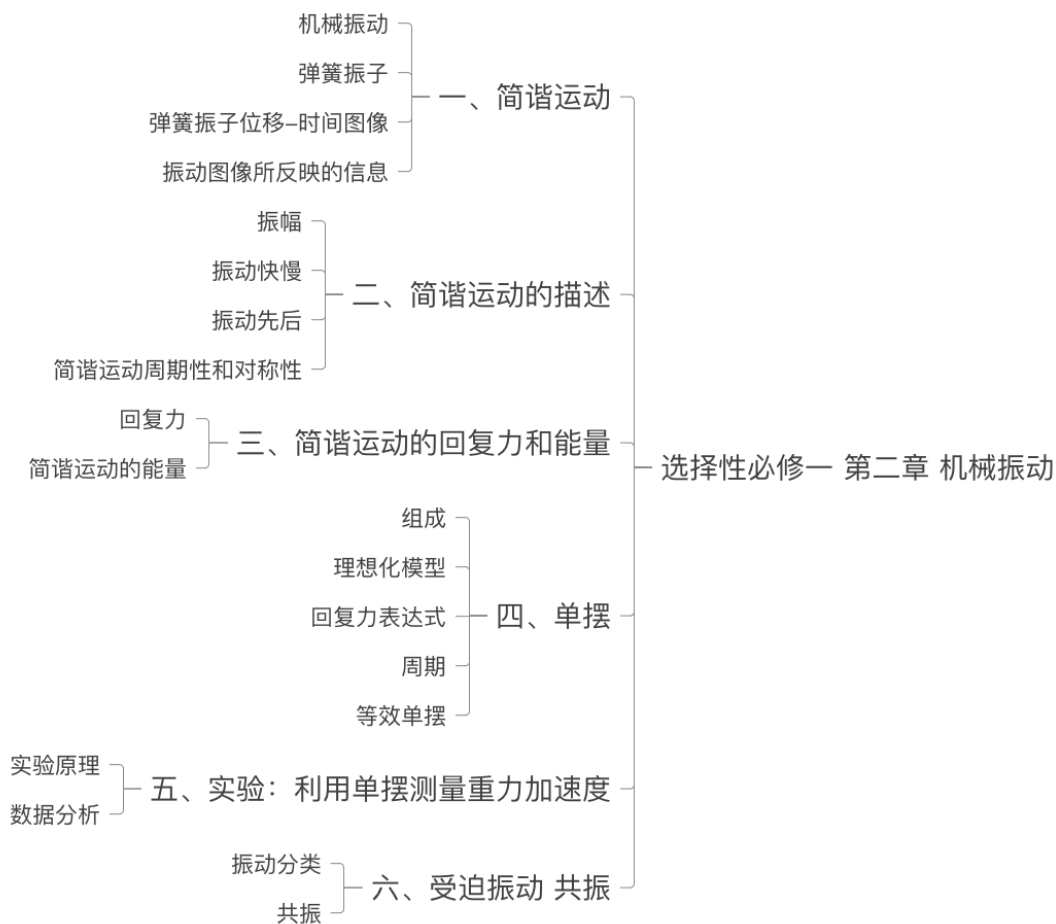 选择性必修一 第二章 机械振动
一、简谐运动
机械振动
弹簧振子
弹簧振子位移-时间图像
振动图像所反映的信息
二、简谐运动的描述
振幅
振动快慢
振动先后
简谐运动周期性和对称性
三、简谐运动的回复力和能量
回复力
简谐运动的能量
四、单摆
组成
理想化模型
回复力表达式
周期
等效单摆
五、实验：利用单摆测量重力加速度
实验原理
数据分析
六、受迫振动 共振
振动分类
共振